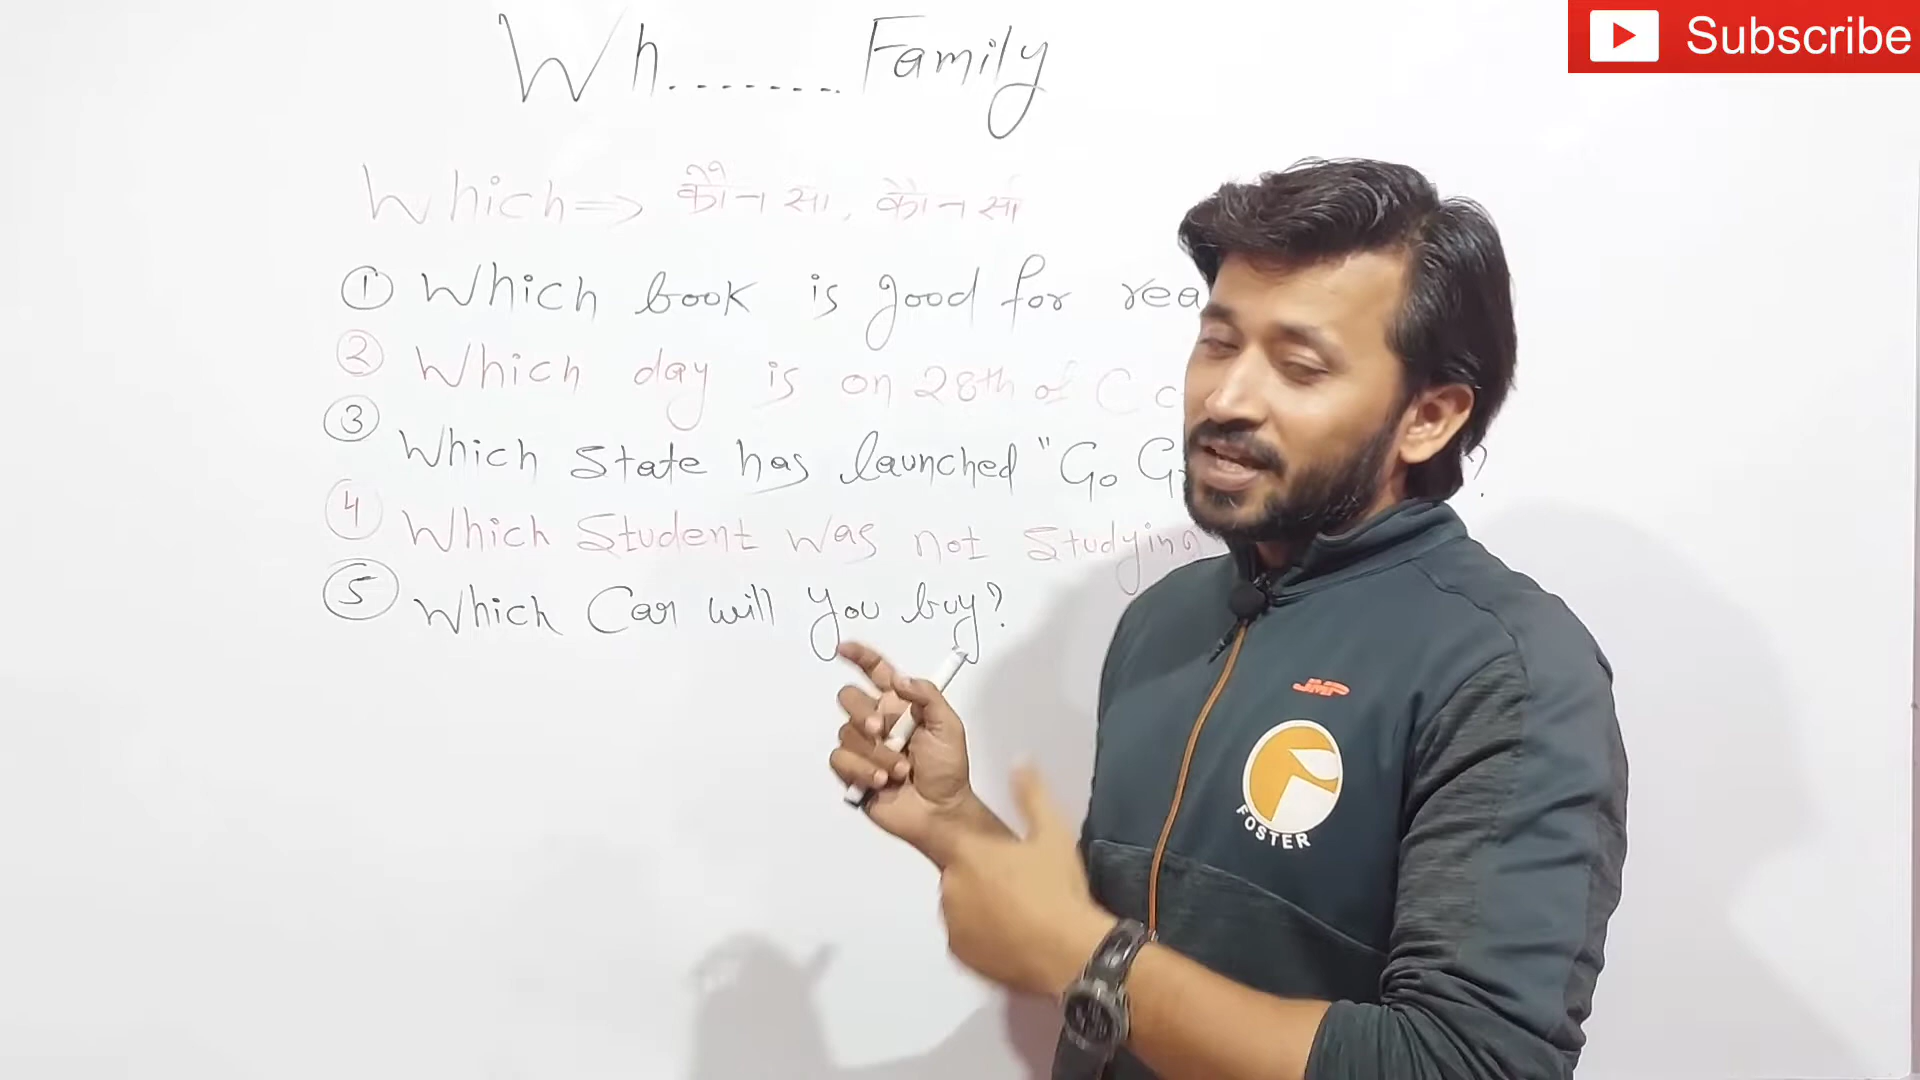 Subscribe
Wh........Family
Which => कौन सा, कौन सी
① Which book is good for rea
② Which day is on 28th of
③ Which State has launched "Go G ?
④ Which Student was not Studying
⑤ Which Car will you buy?
JMP
FOSTER